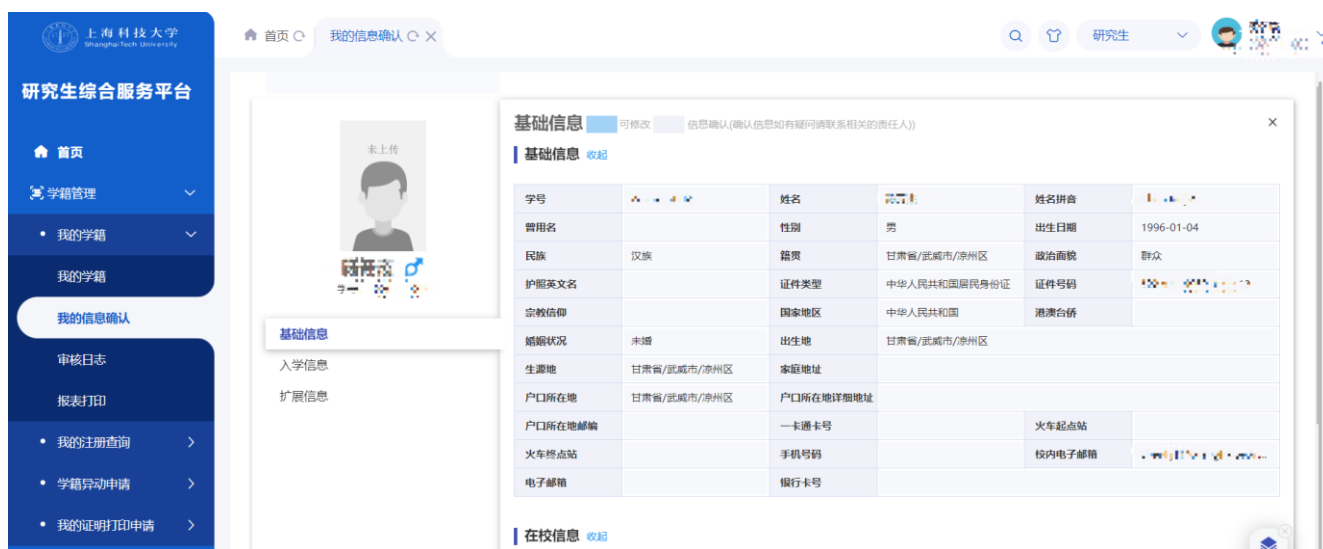 上海科技大学
ShanghaiTech University
首页
我的信息确认
研究生
研究生综合服务平台
首页
学籍管理
我的学籍
我的学籍
我的信息确认
审核日志
报表打印
我的注册查询
学籍异动申请
我的证明打印申请
未上传
基础信息
入学信息
扩展信息
基础信息 可修改 信息确认(确认信息如有疑问请联系相关的责任人))
基础信息 收起
学号 姓名 姓名拼音
曾用名 性别 男 出生日期 1996-01-04
民族 汉族 籍贯 甘肃省/武威市/凉州区 政治面貌 群众
护照英文名 证件类型 中华人民共和国居民身份证 证件号码
宗教信仰 国家地区 中华人民共和国 港澳台侨
婚姻状况 未婚 出生地 甘肃省/武威市/凉州区
生源地 甘肃省/武威市/凉州区 家庭地址
户口所在地 甘肃省/武威市/凉州区 户口所在地详细地址
户口所在地邮编 一卡通卡号 火车起点站
火车终点站 手机号码 校内电子邮箱
电子邮箱 银行卡号
在校信息 收起